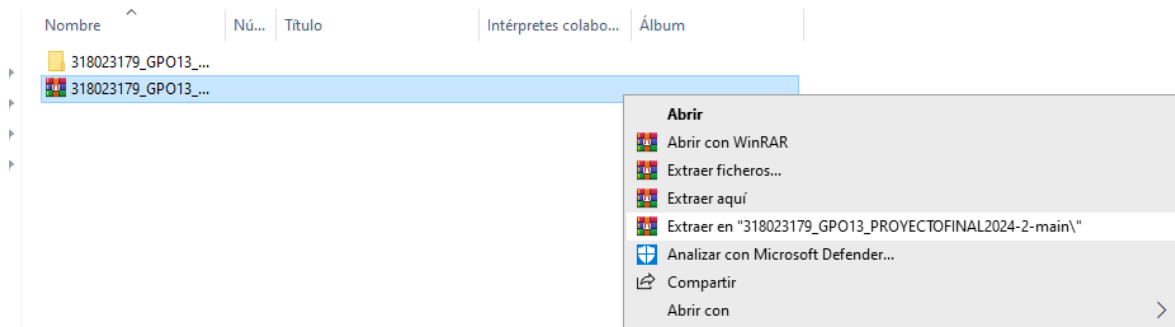 Nombre Nú... Título Intérpretes colabo... Álbum
318023179_GPO13_...
318023179_GPO13_...
Abrir
Abrir con WinRAR
Extraer ficheros...
Extraer aquí
Extraer en "318023179_GPO13_PROYECTOFINAL2024-2-main\"
Analizar con Microsoft Defender...
Compartir
Abrir con